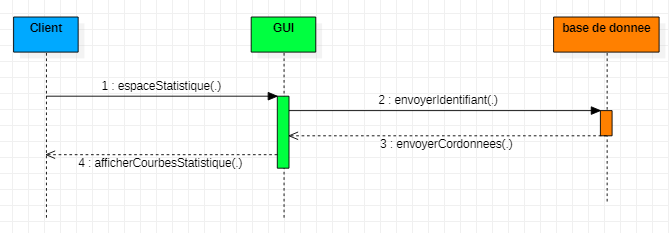 Client
GUI
base de donnee
1 : espaceStatistique(.)
2 : envoyerIdentifiant(.)
3 : envoyerCordonnees(.)
4 : afficherCourbesStatistique(.)